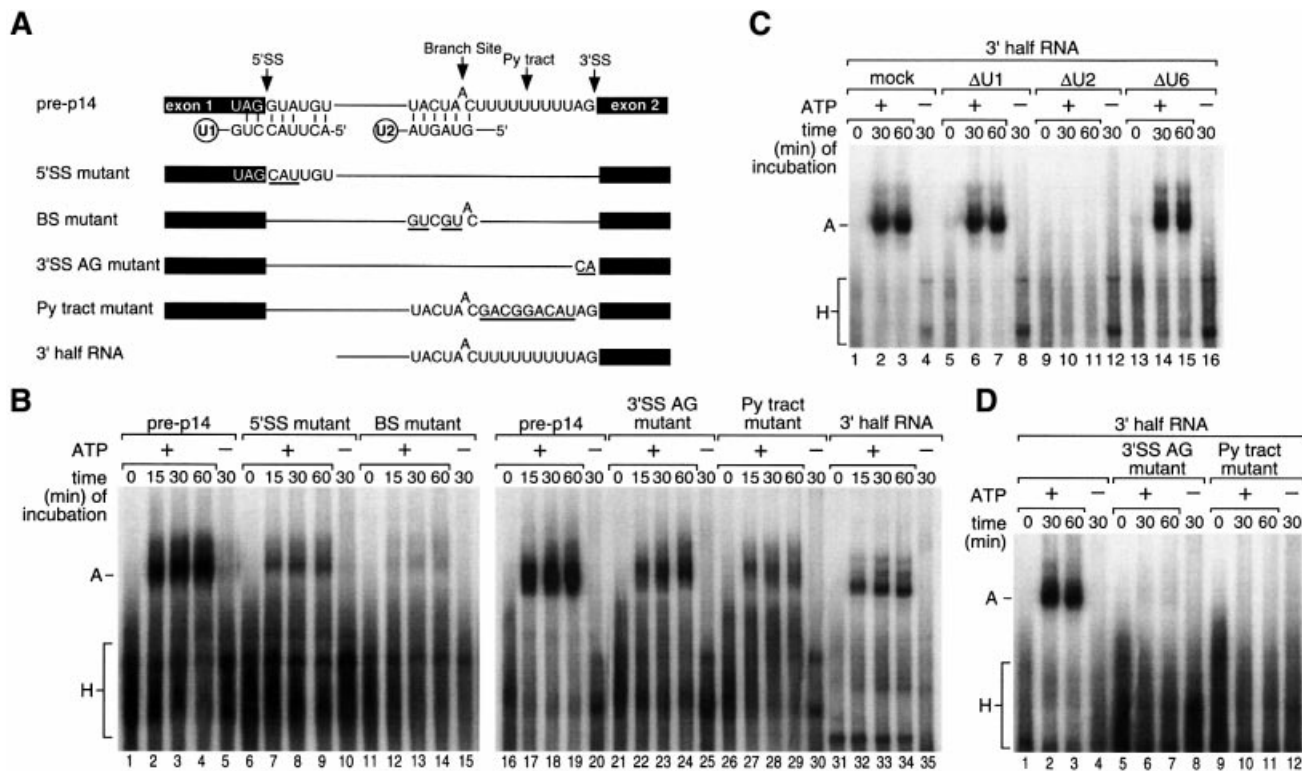 A
5'SS
Branch Site
Py tract
3'SS
pre-p14
exon 1 UAG GUAUGU UACUA A CUUUUUUUUUAG exon 2
U1 GUC CAUUCA-5' U2 AUGAUG 5'
5'SS mutant UAG CAUUGU
BS mutant GUCGU A C
3'SS AG mutant CA
Py tract mutant UACUA A CGACGGACAUAG
3' half RNA UACUA A CUUUUUUUUUAG
B
pre-p14 5'SS mutant BS mutant
ATP + − + − + −
time (min) of incubation 0 15 30 60 30 0 15 30 60 30 0 15 30 60 30
A
H
1 2 3 4 5 6 7 8 9 10 11 12 13 14 15
pre-p14 3'SS AG mutant Py tract mutant 3' half RNA
+ − + − + − + −
0 15 30 60 30 0 15 30 60 30 0 15 30 60 30 0 15 30 60 30
16 17 18 19 20 21 22 23 24 25 26 27 28 29 30 31 32 33 34 35
C
3' half RNA
mock ΔU1 ΔU2 ΔU6
ATP + − + − + − + −
time (min) of incubation 0 30 60 30 0 30 60 30 0 30 60 30 0 30 60 30
A
H
1 2 3 4 5 6 7 8 9 10 11 12 13 14 15 16
D
3' half RNA
3'SS AG mutant Py tract mutant
ATP + − + − + −
time (min) 0 30 60 30 0 30 60 30 0 30 60 30
A
H
1 2 3 4 5 6 7 8 9 10 11 12